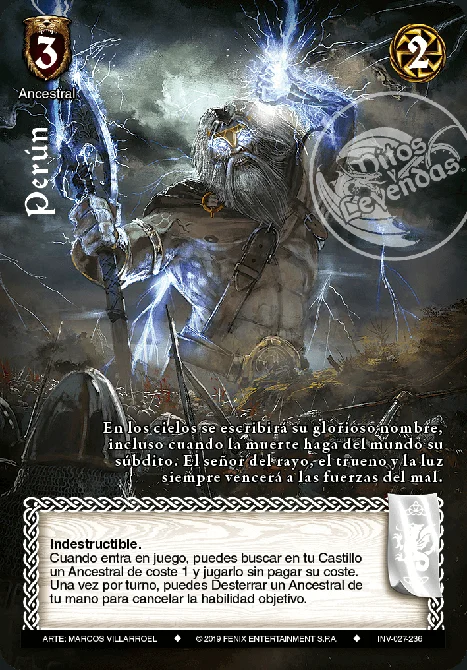 3
2
Ancestral
Perún
Mitos
y
Leyendas
En los cielos se escribirá su glorioso nombre,
incluso cuando la muerte haga del mundo su
súbdito. El señor del rayo, el trueno y la luz
siempre vencerá a las fuerzas del mal.
Indestructible.
Cuando entra en juego, puedes buscar en tu Castillo
un Ancestral de coste 1 y jugarlo sin pagar su coste.
Una vez por turno, puedes Desterrar un Ancestral de
tu mano para cancelar la habilidad objetivo.
ARTE: MARCOS VILLARROEL ♦ © 2019 FENIX ENTERTAINMENT S.P.A. ♦ INV-027-236